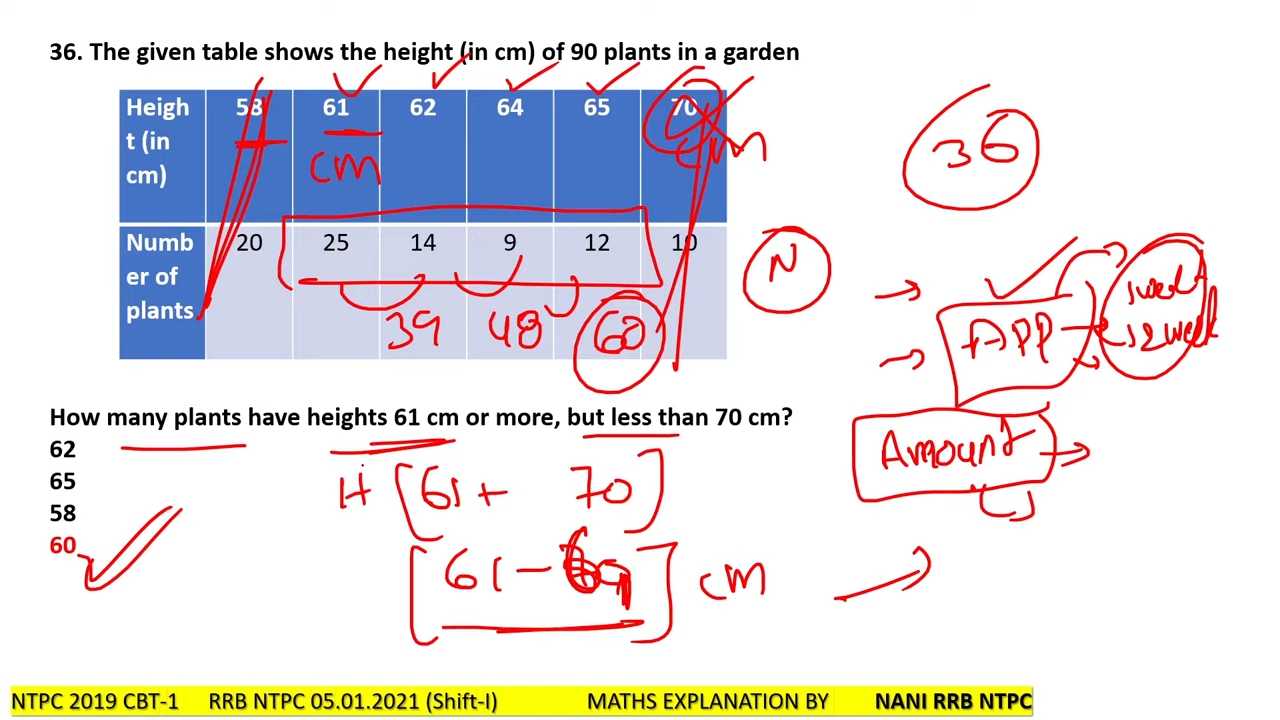 36. The given table shows the height (in cm) of 90 plants in a garden
Heigh t (in cm) 58 61 62 64 65 70
cm cm
36
Numb er of plants 20 25 14 9 12 10
N
39 48 60
APP
12 week
How many plants have heights 61 cm or more, but less than 70 cm?
62
65
58
60
Amount
H [61+ 70]
[61 - 69] cm
NTPC 2019 CBT-1 RRB NTPC 05.01.2021 (Shift-I) MATHS EXPLANATION BY NANI RRB NTPC